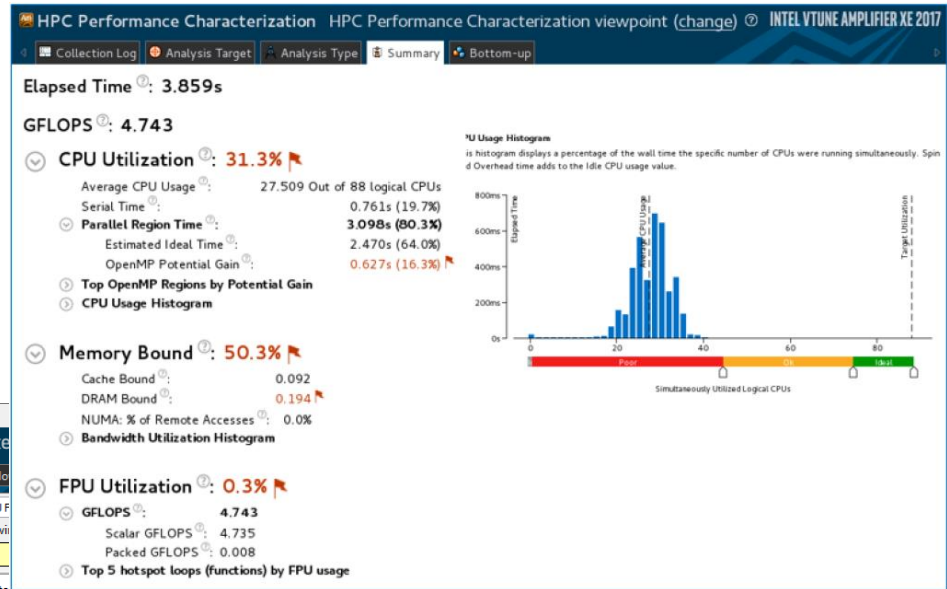 HPC Performance Characterization HPC Performance Characterization viewpoint (change) ? INTEL VTUNE AMPLIFIER XE 2017
Collection Log Analysis Target Analysis Type Summary Bottom-up
Elapsed Time ?: 3.859s
GFLOPS ?: 4.743
CPU Utilization ?: 31.3%
Average CPU Usage ?: 27.509 Out of 88 logical CPUs
Serial Time ?: 0.761s (19.7%)
Parallel Region Time ?: 3.098s (80.3%)
Estimated Ideal Time ?: 2.470s (64.0%)
OpenMP Potential Gain ?: 0.627s (16.3%)
Top OpenMP Regions by Potential Gain
CPU Usage Histogram
Memory Bound ?: 50.3%
Cache Bound ?: 0.092
DRAM Bound ?: 0.194
NUMA: % of Remote Accesses ?: 0.0%
Bandwidth Utilization Histogram
FPU Utilization ?: 0.3%
GFLOPS ?: 4.743
Scalar GFLOPS ?: 4.735
Packed GFLOPS ?: 0.008
Top 5 hotspot loops (functions) by FPU usage
U Usage Histogram
is histogram displays a percentage of the wall time the specific number of CPUs were running simultaneously. Spin
d Overhead time adds to the Idle CPU usage value.
Elapsed Time
800ms
600ms
400ms
200ms
0s
Average CPU Usage
Target Utilization
0 20 40 60 80
Poor Ok Ideal
Simultaneously Utilized Logical CPUs